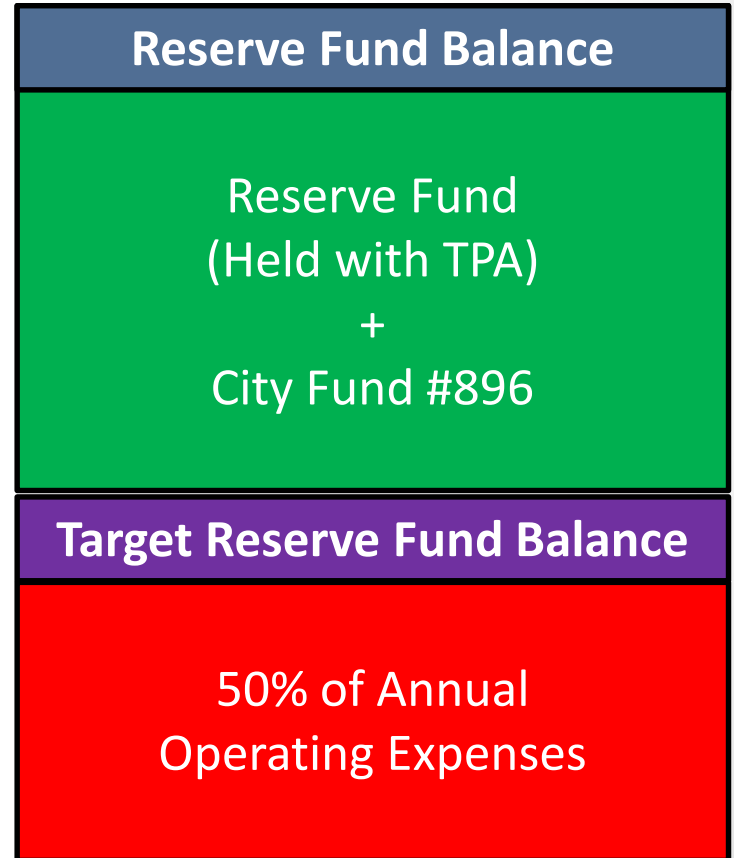 Reserve Fund Balance
Reserve Fund
(Held with TPA)
+
City Fund #896
Target Reserve Fund Balance
50% of Annual
Operating Expenses